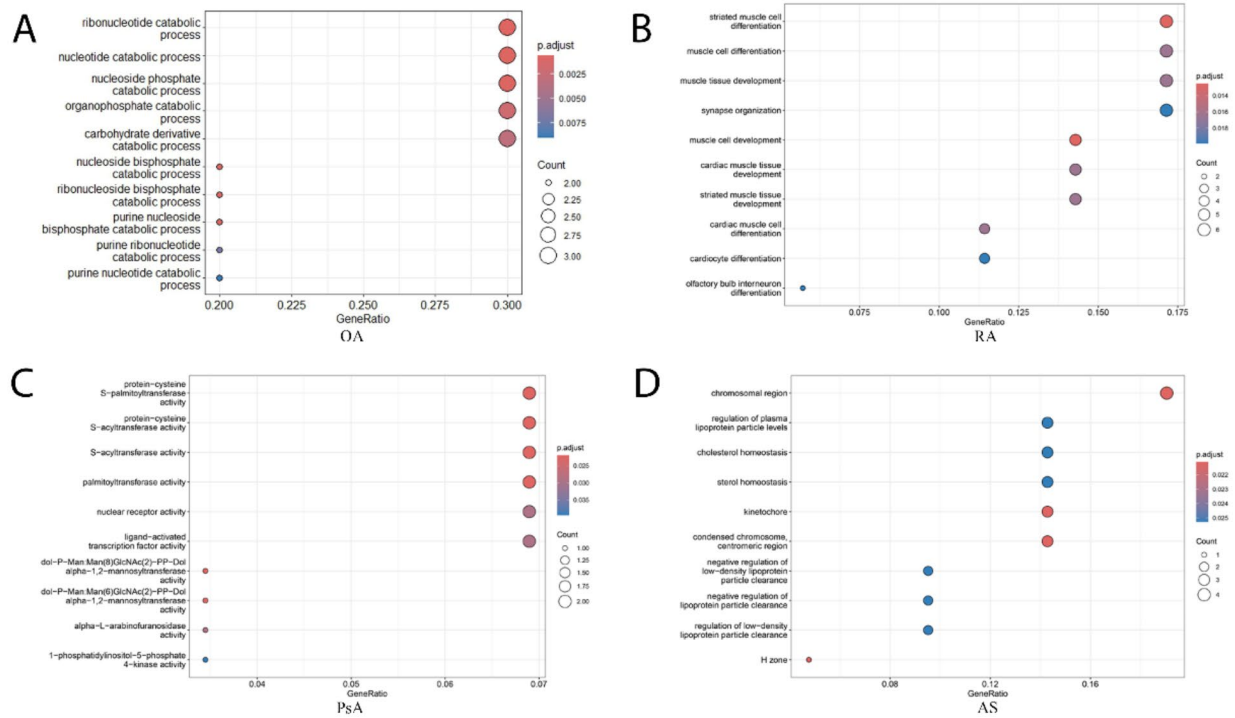 A
ribonucleotide catabolic
process
nucleotide catabolic process
nucleoside phosphate
catabolic process
organophosphate catabolic
process
carbohydrate derivative
catabolic process
nucleoside bisphosphate
catabolic process
ribonucleoside bisphosphate
catabolic process
purine nucleoside
bisphosphate catabolic process
purine ribonucleotide
catabolic process
purine nucleotide catabolic
process
0.200
0.225
0.250
0.275
0.300
GeneRatio
OA
p.adjust
0.0025
0.0050
0.0075
Count
2.00
2.25
2.50
2.75
3.00
B
striated muscle cell
differentiation
muscle cell differentiation
muscle tissue development
synapse organization
muscle cell development
cardiac muscle tissue
development
striated muscle tissue
development
cardiac muscle cell
differentiation
cardiocyte differentiation
olfactory bulb interneuron
differentiation
0.075
0.100
0.125
0.150
0.175
GeneRatio
RA
p.adjust
0.014
0.016
0.018
Count
2
3
4
5
6
C
protein−cysteine
S−palmitoyltransferase
activity
protein−cysteine
S−acyltransferase activity
S−acyltransferase activity
palmitoyltransferase activity
nuclear receptor activity
ligand−activated
transcription factor activity
dol−P−Man:Man(8)GlcNAc(2)−PP−Dol
alpha−1,2−mannosyltransferase
activity
dol−P−Man:Man(6)GlcNAc(2)−PP−Dol
alpha−1,2−mannosyltransferase
activity
alpha−L−arabinofuranosidase
activity
1−phosphatidylinositol−5−phosphate
4−kinase activity
0.04
0.05
0.06
0.07
GeneRatio
PsA
p.adjust
0.025
0.030
0.035
Count
1.00
1.25
1.50
1.75
2.00
D
chromosomal region
regulation of plasma
lipoprotein particle levels
cholesterol homeostasis
sterol homeostasis
kinetochore
condensed chromosome,
centromeric region
negative regulation of
low−density lipoprotein
particle clearance
negative regulation of
lipoprotein particle clearance
regulation of low−density
lipoprotein particle clearance
H zone
0.08
0.12
0.16
GeneRatio
AS
p.adjust
0.022
0.023
0.024
0.025
Count
1
2
3
4